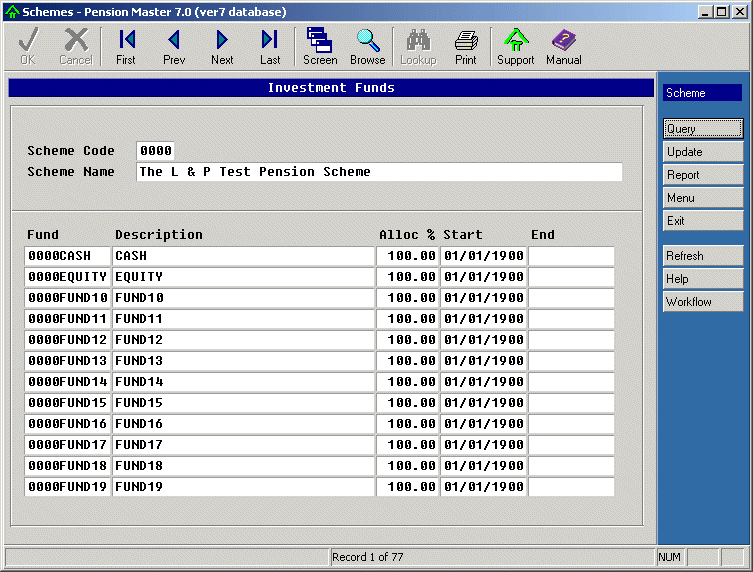 Schemes - Pension Master 7.0 (ver7 database)
OK Cancel First Prev Next Last Screen Browse Lookup Print Support Manual
Investment Funds
Scheme Code 0000
Scheme Name The L & P Test Pension Scheme
Fund Description Alloc % Start End
0000CASH CASH 100.00 01/01/1900
0000EQUITY EQUITY 100.00 01/01/1900
0000FUND10 FUND10 100.00 01/01/1900
0000FUND11 FUND11 100.00 01/01/1900
0000FUND12 FUND12 100.00 01/01/1900
0000FUND13 FUND13 100.00 01/01/1900
0000FUND14 FUND14 100.00 01/01/1900
0000FUND15 FUND15 100.00 01/01/1900
0000FUND16 FUND16 100.00 01/01/1900
0000FUND17 FUND17 100.00 01/01/1900
0000FUND18 FUND18 100.00 01/01/1900
0000FUND19 FUND19 100.00 01/01/1900
Scheme
Query
Update
Report
Menu
Exit
Refresh
Help
Workflow
Record 1 of 77
NUM